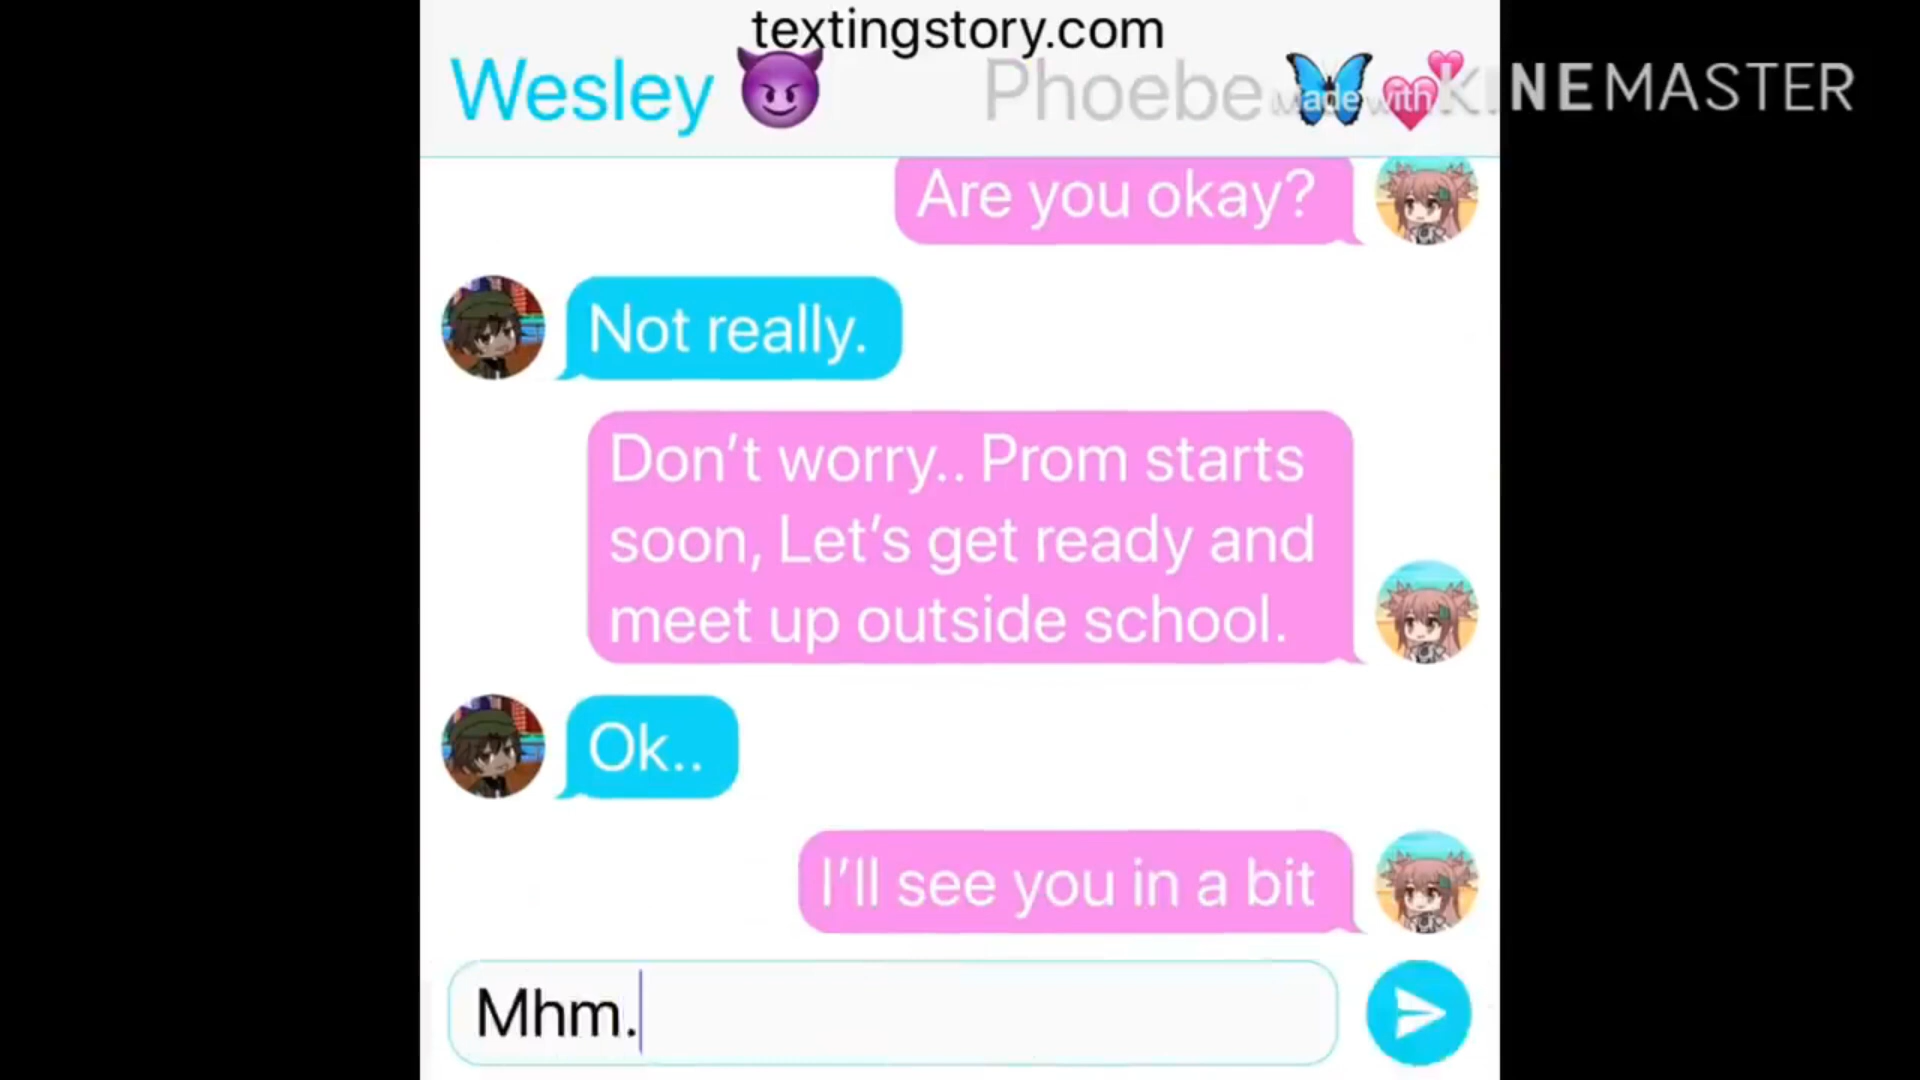 textingstory.com
Wesley 😈 Phoebe 🦋 💕
Made with KINEMASTER
Are you okay?
Not really.
Don’t worry.. Prom starts
soon, Let’s get ready and
meet up outside school.
Ok..
I’ll see you in a bit
Mhm.